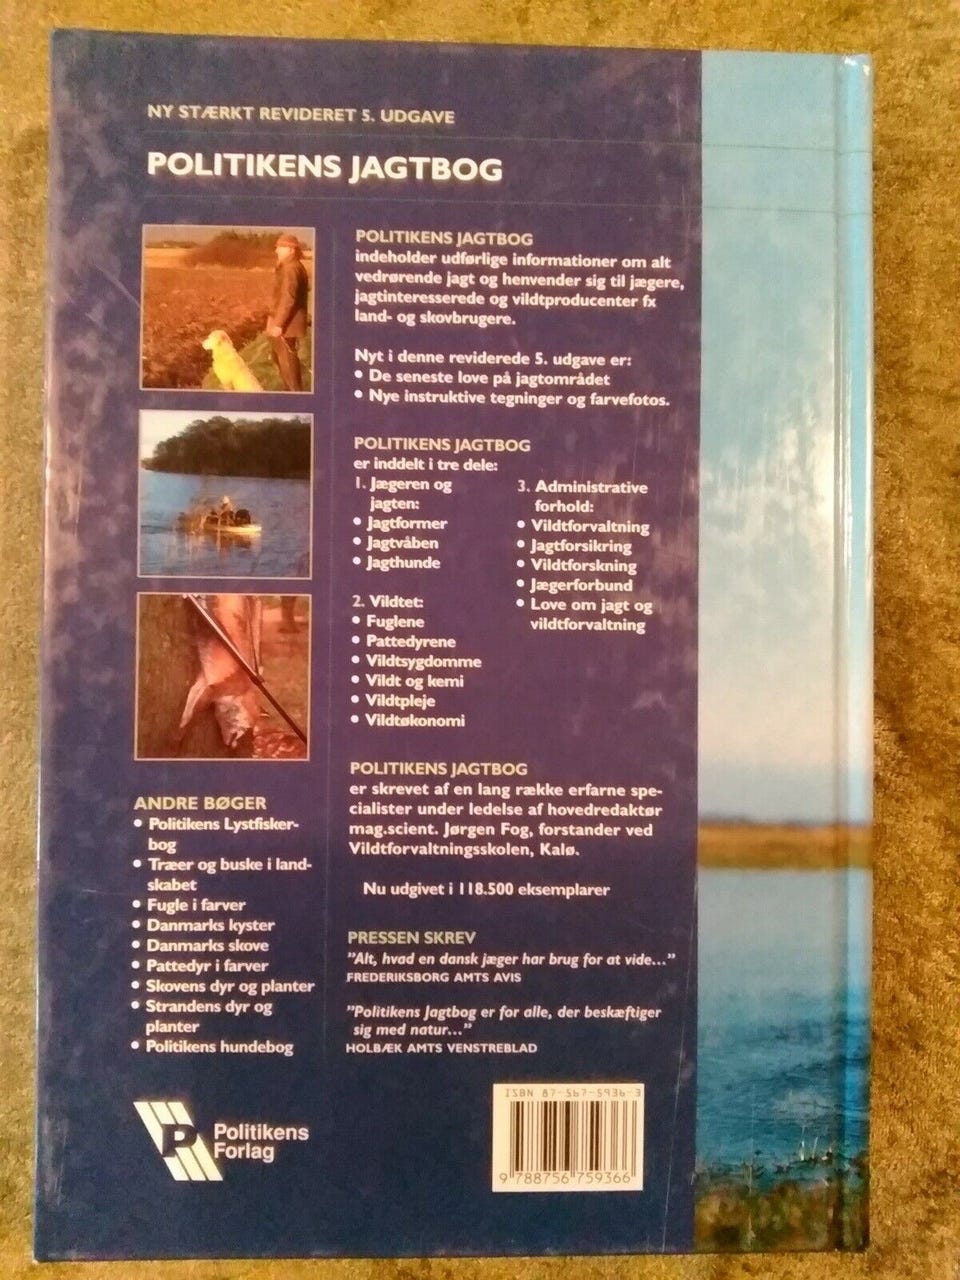 NY STÆRKT REVIDERET 5. UDGAVE
POLITIKENS JAGTBOG
POLITIKENS JAGTBOG
indeholder udførlige informationer om alt
vedrørende jagt og henvender sig til jægere,
jagtinteresserede og vildtproducenter fx
land- og skovbrugere.
Nyt i denne reviderede 5. udgave er:
• De seneste love på jagtområdet
• Nye instruktive tegninger og farvefotos.
POLITIKENS JAGTBOG
er inddelt i tre dele:
1. Jægeren og
jagten:
• Jagtformer
• Jagtvåben
• Jagthunde
2. Vildtet:
• Fuglene
• Pattedyrene
• Vildtsygdomme
• Vildt og kemi
• Vildtpleje
• Vildtøkonomi
3. Administrative
forhold:
• Vildtforvaltning
• Jagtforsikring
• Vildtforskning
• Jægerforbund
• Love om jagt og
vildtforvaltning
POLITIKENS JAGTBOG
er skrevet af en lang række erfarne spe-
cialister under ledelse af hovedredaktør
mag.scient. Jørgen Fog, forstander ved
Vildtforvaltningsskolen, Kalø.
Nu udgivet i 118.500 eksemplarer
PRESSEN SKREV
”Alt, hvad en dansk jæger har brug for at vide...”
FREDERIKSBORG AMTS AVIS
”Politikens Jagtbog er for alle, der beskæftiger
sig med natur...”
HOLBÆK AMTS VENSTREBLAD
ANDRE BØGER
• Politikens Lystfisker-
bog
• Træer og buske i land-
skabet
• Fugle i farver
• Danmarks kyster
• Danmarks skove
• Pattedyr i farver
• Skovens dyr og planter
• Strandens dyr og
planter
• Politikens hundebog
P
Politikens
Forlag
ISBN 87-567-5936-3
9 788756 759366